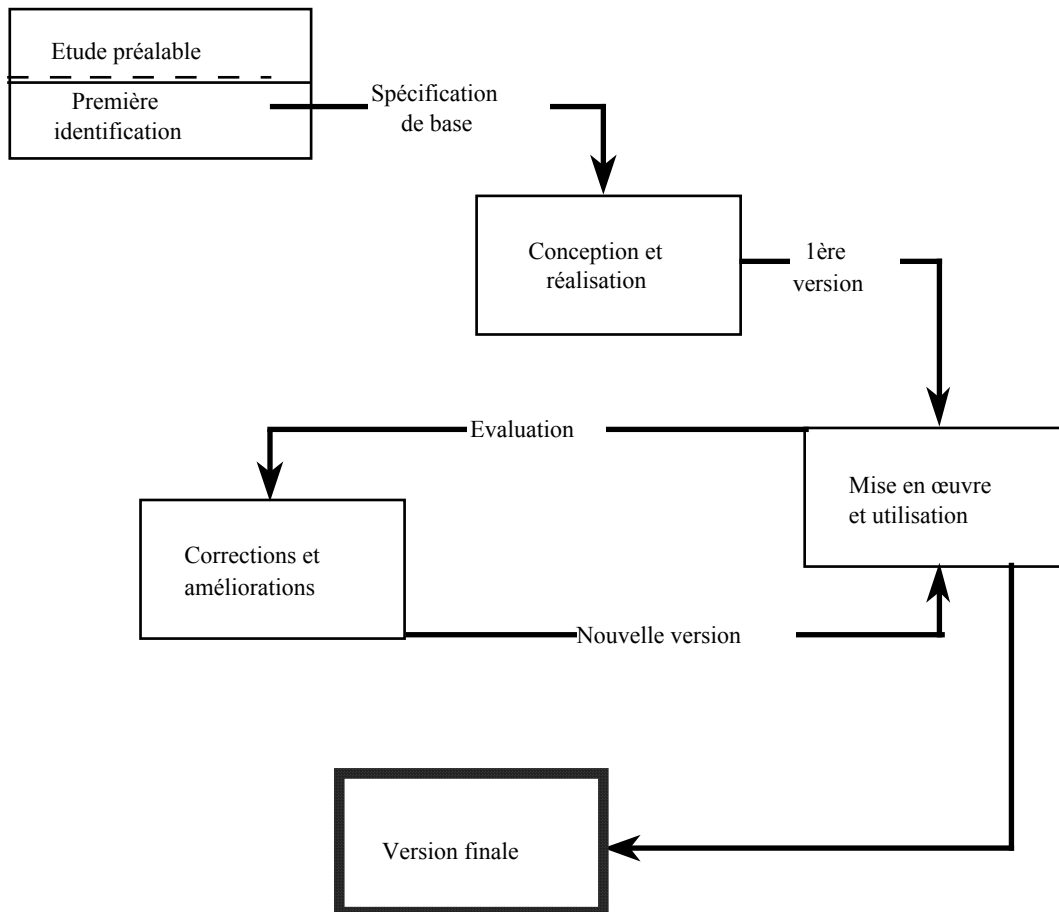 Etude préalable
Première
identification
Spécification
de base
Conception et
réalisation
1ère
version
Evaluation
Mise en œuvre
et utilisation
Corrections et
améliorations
Nouvelle version
Version finale